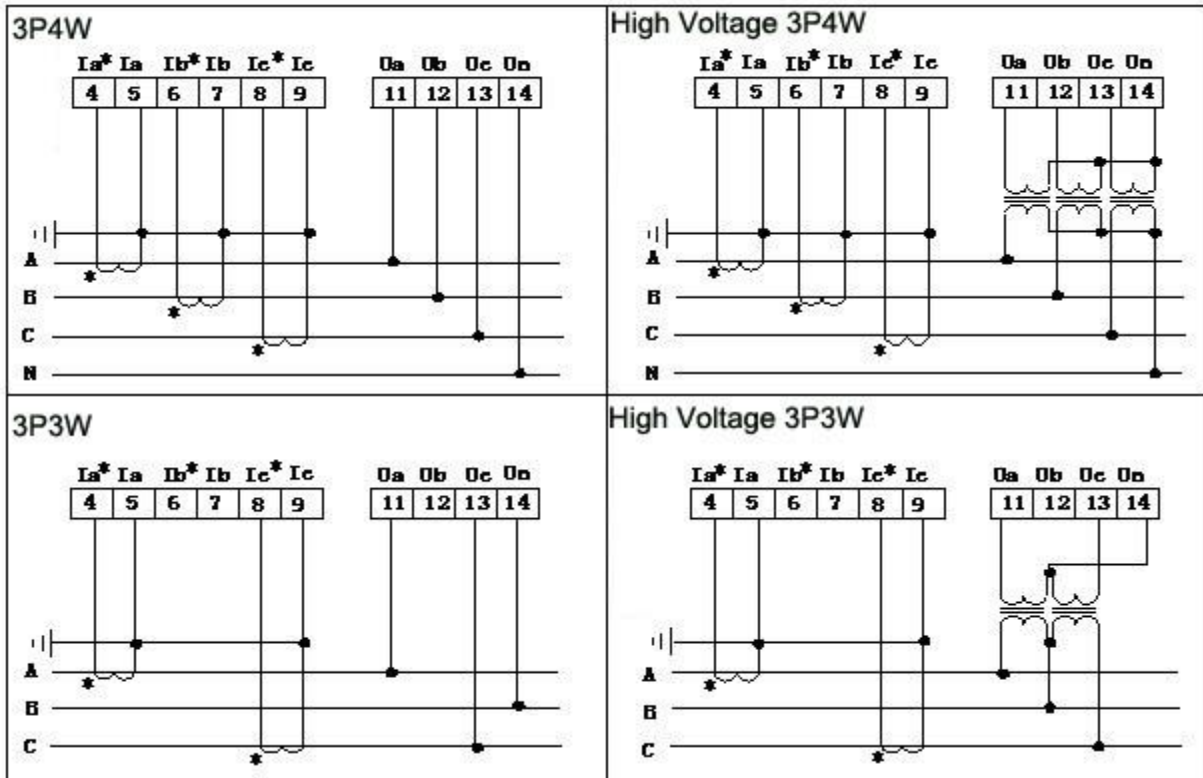 3P4W
Ia* Ia Ib* Ib Ic* Ic Ua Ub Uc Un
4 5 6 7 8 9 11 12 13 14
A *
B *
C *
N
High Voltage 3P4W
Ia* Ia Ib* Ib Ic* Ic Ua Ub Uc Un
4 5 6 7 8 9 11 12 13 14
A *
B *
C *
N
3P3W
Ia* Ia Ib* Ib Ic* Ic Ua Ub Uc Un
4 5 6 7 8 9 11 12 13 14
A *
B
C *
High Voltage 3P3W
Ia* Ia Ib* Ib Ic* Ic Ua Ub Uc Un
4 5 6 7 8 9 11 12 13 14
A *
B
C *